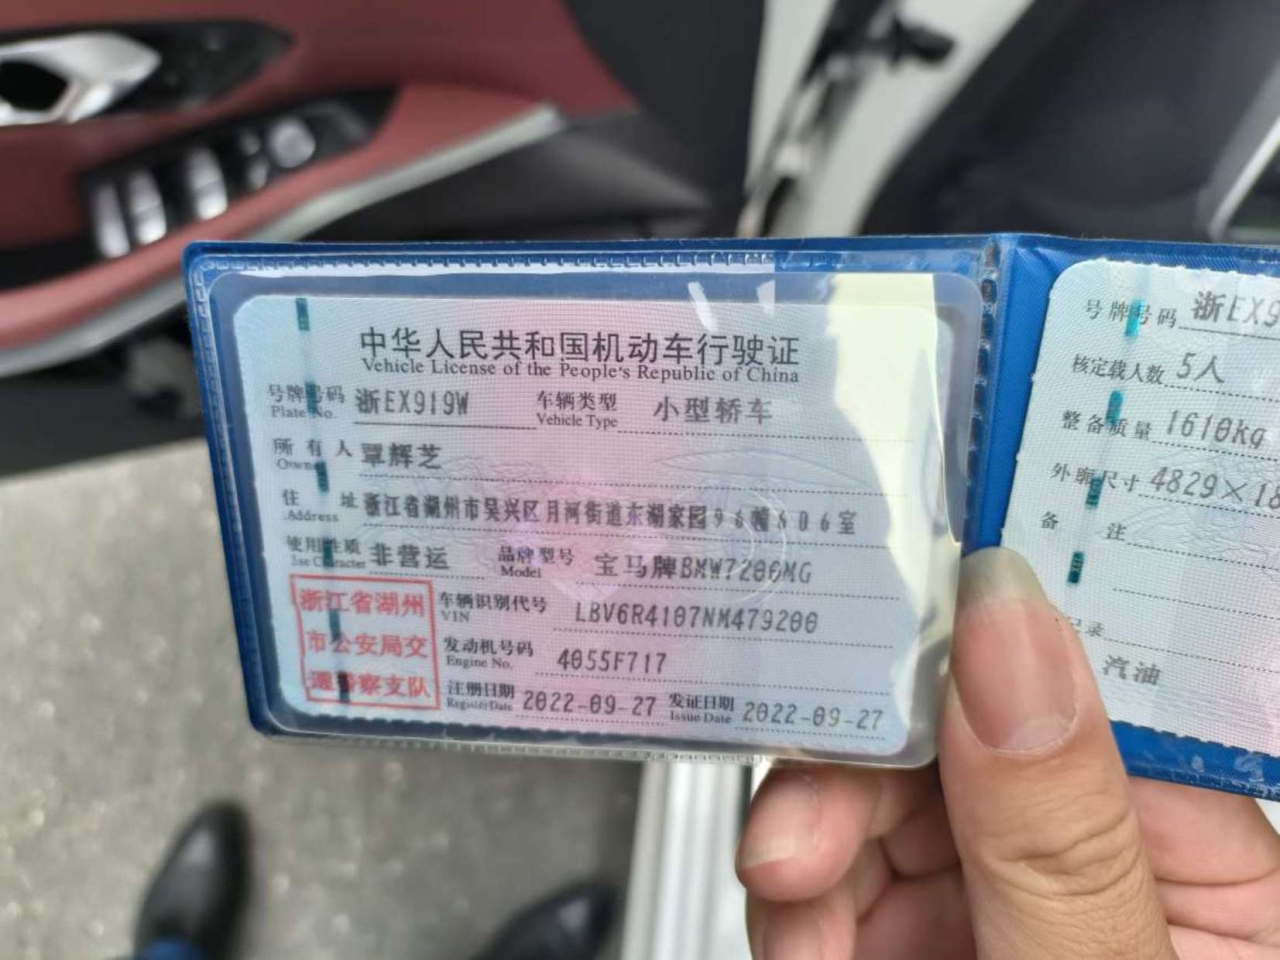 中华人民共和国机动车行驶证
Vehicle License of the People's Republic of China
号牌号码 浙EX919W 车辆类型 小型轿车
Plate No. Vehicle Type
所有人 覃辉芝
Owner
住址 浙江省湖州市吴兴区月河街道东湖家园96幢606室
Address
使用性质 非营运 品牌型号 宝马牌BMW7200MG
Use Character Model
浙江省湖州
市公安局交
通警察支队
车辆识别代号 LBV6R4107NM479200
VIN
发动机号码 4055F717
Engine No.
注册日期 2022-09-27 发证日期 2022-09-27
Register Date Issue Date
号牌号码 浙EX9
核定载人数 5人
整备质量 1610kg
外廓尺寸 4829×18
备注
记录
汽油